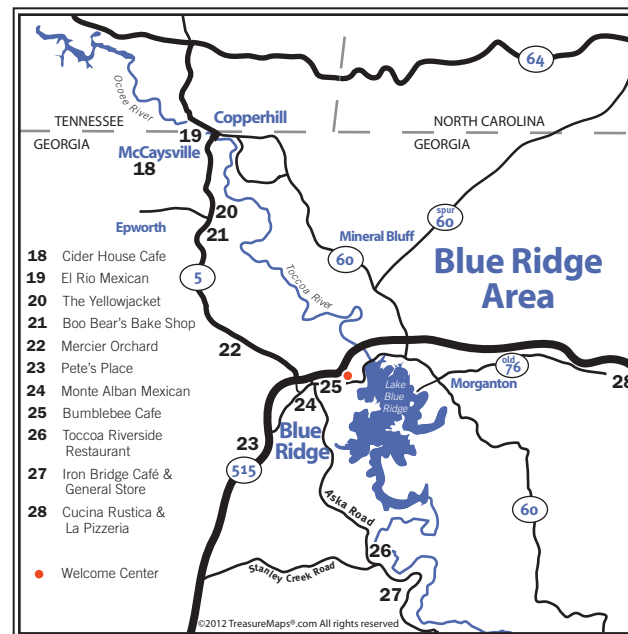 64
Ocoee River
TENNESSEE
Copperhill
NORTH CAROLINA
19
GEORGIA
GEORGIA
McCaysville
18
20
Epworth
21
spur
60
Mineral Bluff
60
Blue Ridge
Area
Toccoa River
5
18 Cider House Cafe
19 El Rio Mexican
20 The Yellowjacket
21 Boo Bear's Bake Shop
22 Mercier Orchard
23 Pete's Place
24 Monte Alban Mexican
25 Bumblebee Cafe
26 Toccoa Riverside
Restaurant
27 Iron Bridge Café &
General Store
28 Cucina Rustica &
La Pizzeria
Welcome Center
22
old
76
25
Lake
Blue
Ridge
Morganton
28
24
23
Blue
Ridge
515
Aska Road
60
26
Stanley Creek Road
27
©2012 TreasureMaps®.com All rights reserved